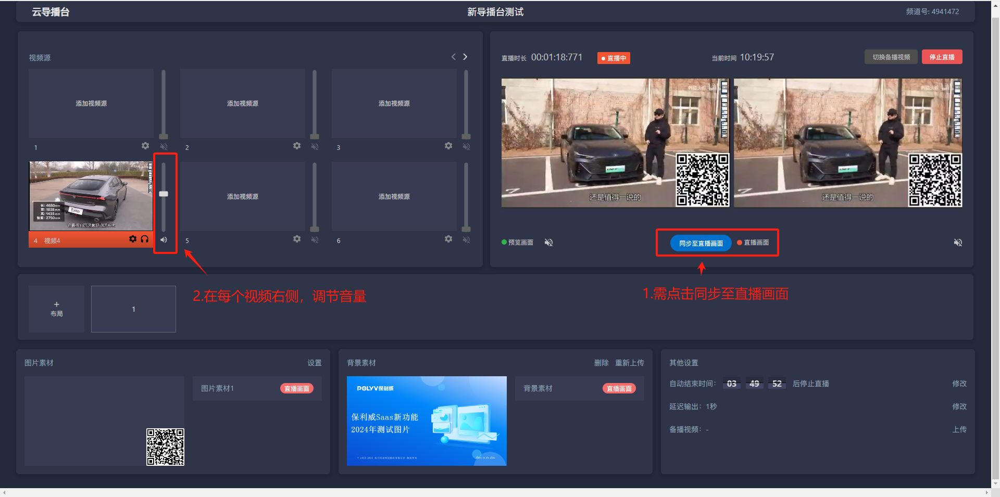 云导播台
新导播台测试
频道号: 4941472
视频源
添加视频源
添加视频源
添加视频源
1
2
3
长: 4680mm
宽: 1838mm
高: 1435mm
轴距: 2750mm
添加视频源
添加视频源
4 视频4
5
6
直播时长 00:01:18:771
直播中
当前时间 10:19:57
切换备播视频
停止直播
还是值得一说的
还是值得一说的
预览画面
同步至直播画面
直播画面
2.在每个视频右侧，调节音量
1.需点击同步至直播画面
+
布局
1
图片素材
设置
图片素材1
直播画面
背景素材
删除 重新上传
POLYV保利威
保利威Saas新功能
2024年测试图片
背景素材
直播画面
其他设置
自动结束时间： 03 49 52 后停止直播
修改
延迟输出：1秒
修改
备播视频：-
上传